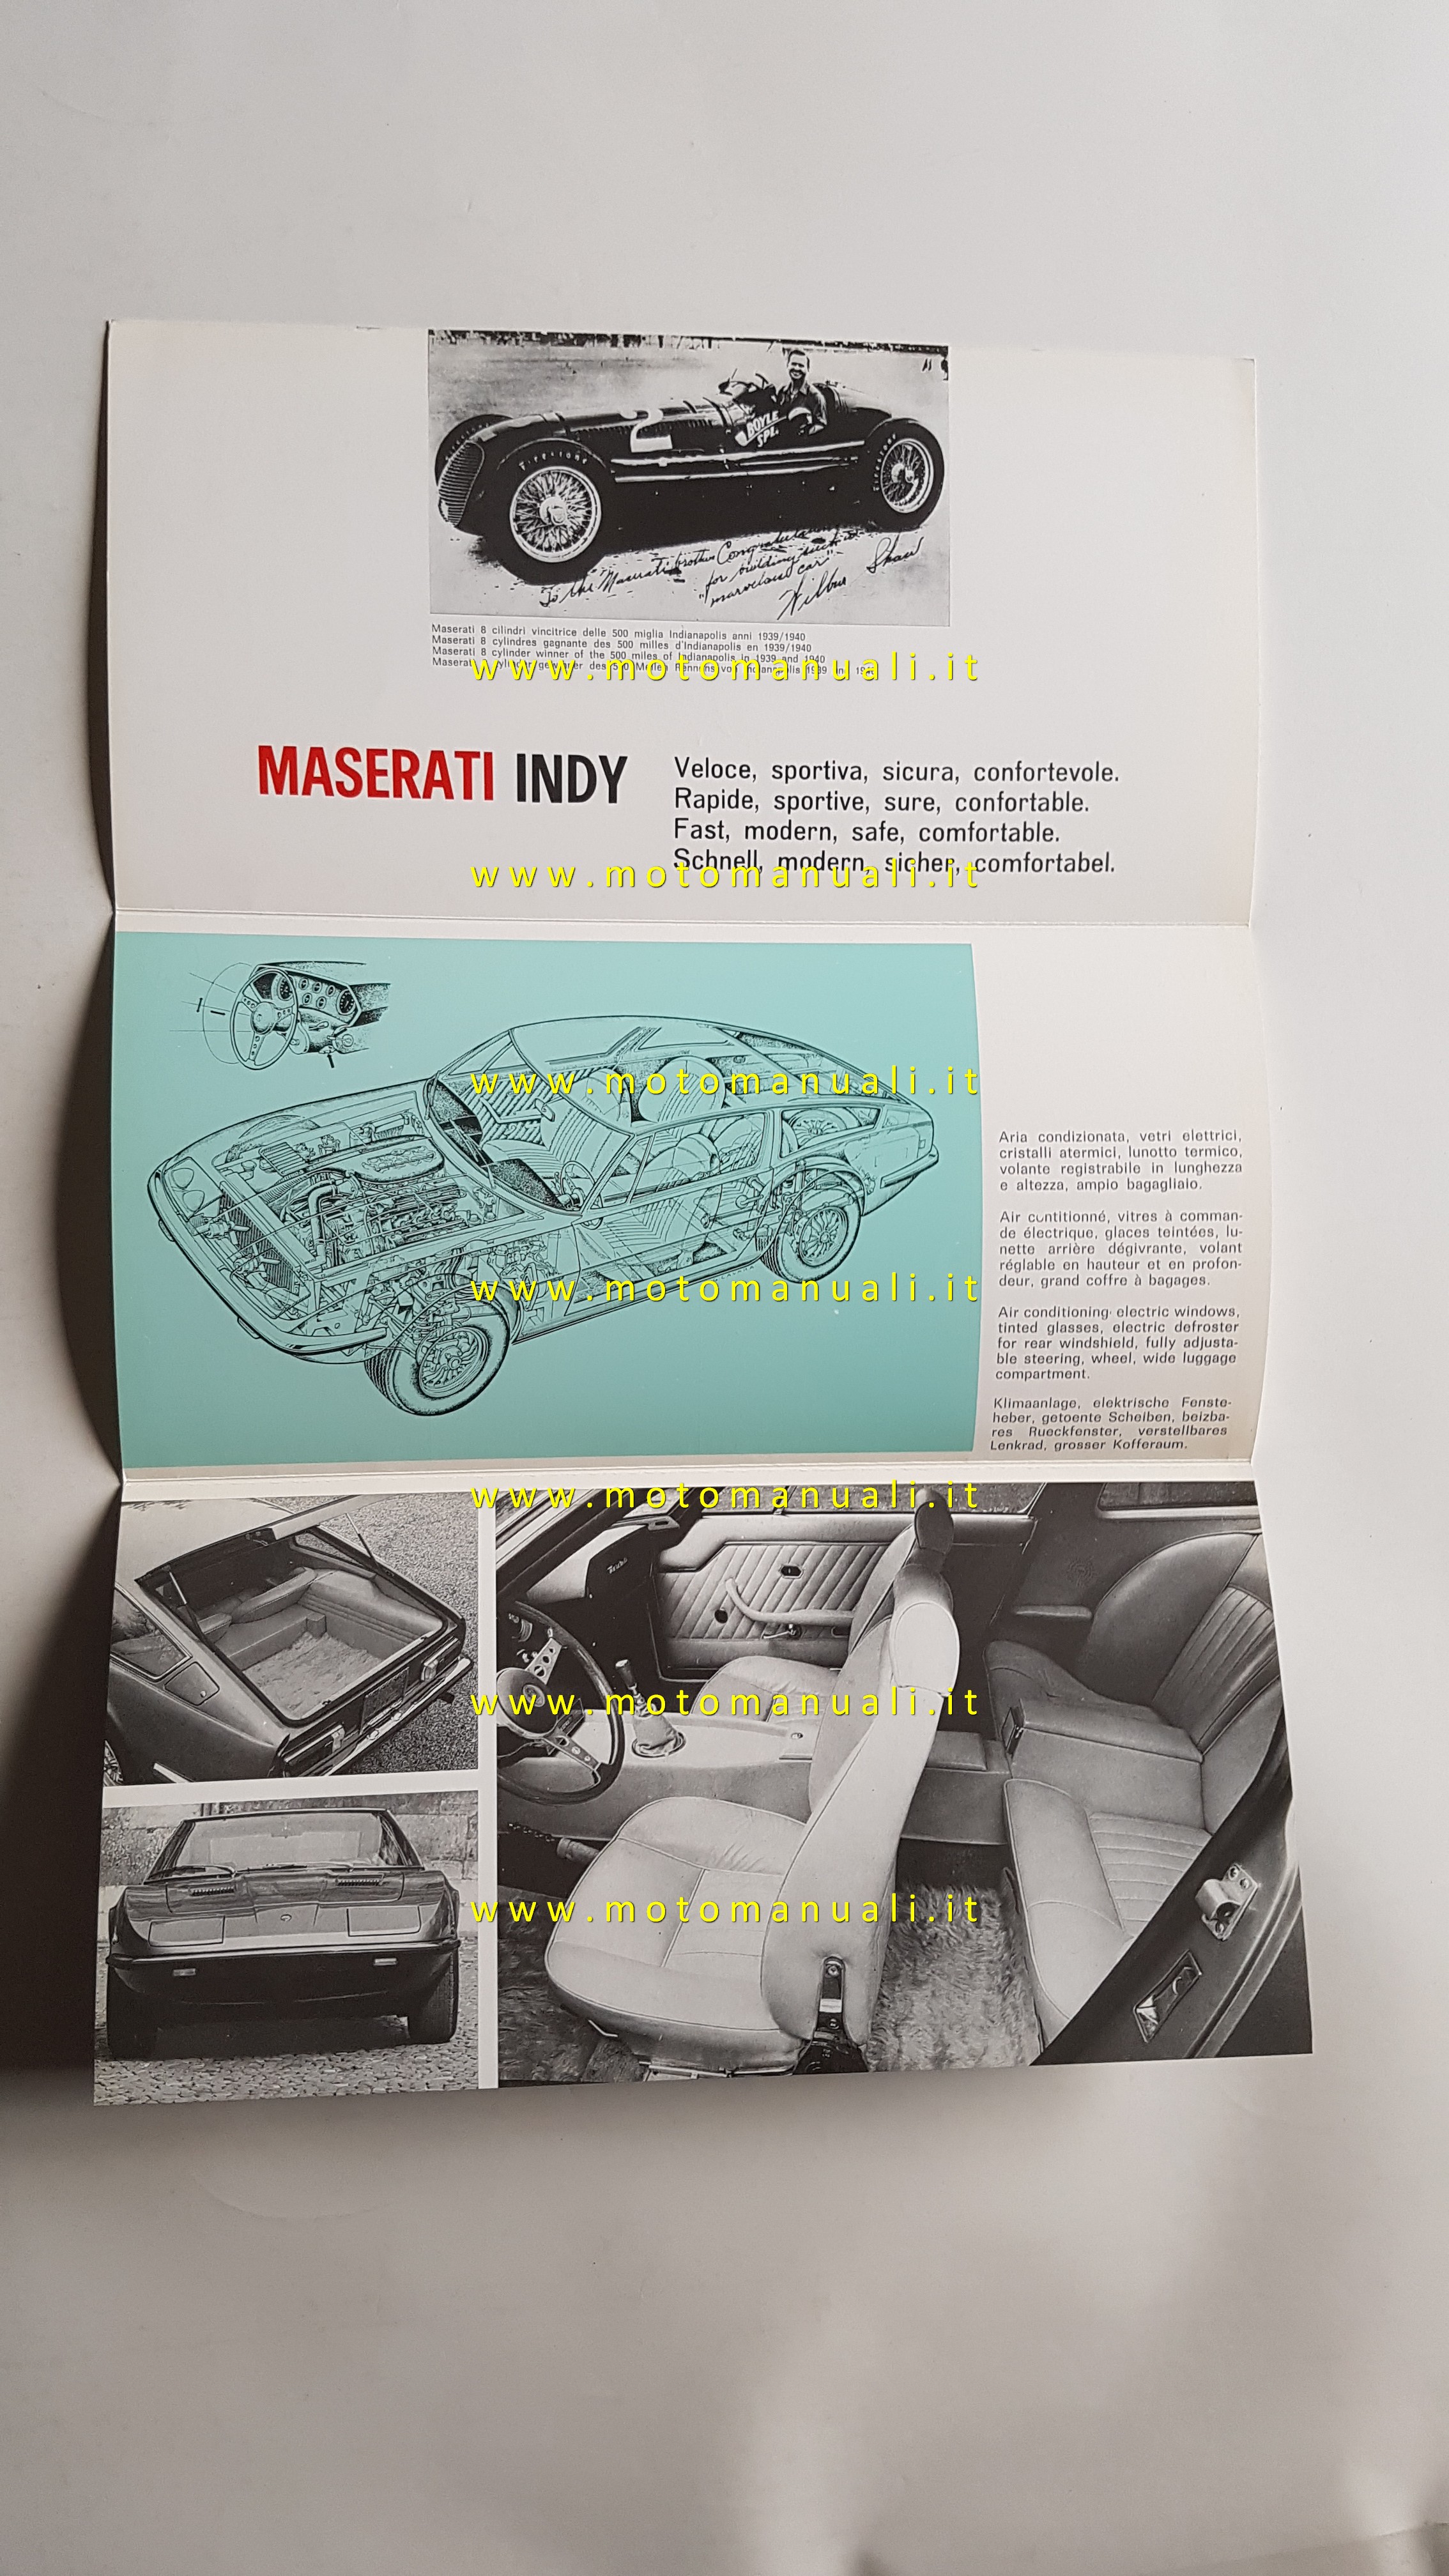 FIRESTONE
2
BOYLE
SPL.
FIRESTONE
To the Maserati brothers Congratulations
for building such a
"marvelous car"
Wilbur Shaw
Maserati 8 cilindri vincitrice delle 500 miglia Indianapolis anni 1939/1940
Maserati 8 cylindres gagnante des 500 milles d'Indianapolis en 1939/1940
Maserati 8 cylinder winner of the 500 miles of Indianapolis in 1939 and 1940
Maserati
www.motomanuali.it
MASERATI INDY
Veloce, sportiva, sicura, confortevole.
Rapide, sportive, sure, confortable.
Fast, modern, safe, comfortable.
Schnell, modern, sicher, comfortabel.
www.motomanuali.it
www.motomanuali.it
Aria condizionata, vetri elettrici,
cristalli atermici, lunotto termico,
volante registrabile in lunghezza
e altezza, ampio bagagliaio.
Air contitionné, vitres à comman-
de électrique, glaces teintées, lu-
nette arrière dégivrante, volant
réglable en hauteur et en profon-
deur, grand coffre à bagages.
www.motomanuali.it
Air conditioning· electric windows,
tinted glasses, electric defroster
for rear windshield, fully adjusta-
ble steering, wheel, wide luggage
compartment.
Klimaanlage, elektrische Fenste-
heber, getoente Scheiben, beizba-
res Rueckfenster, verstellbares
Lenkrad, grosser Kofferaum.
www.motomanuali.it
www.motomanuali.it
www.motomanuali.it